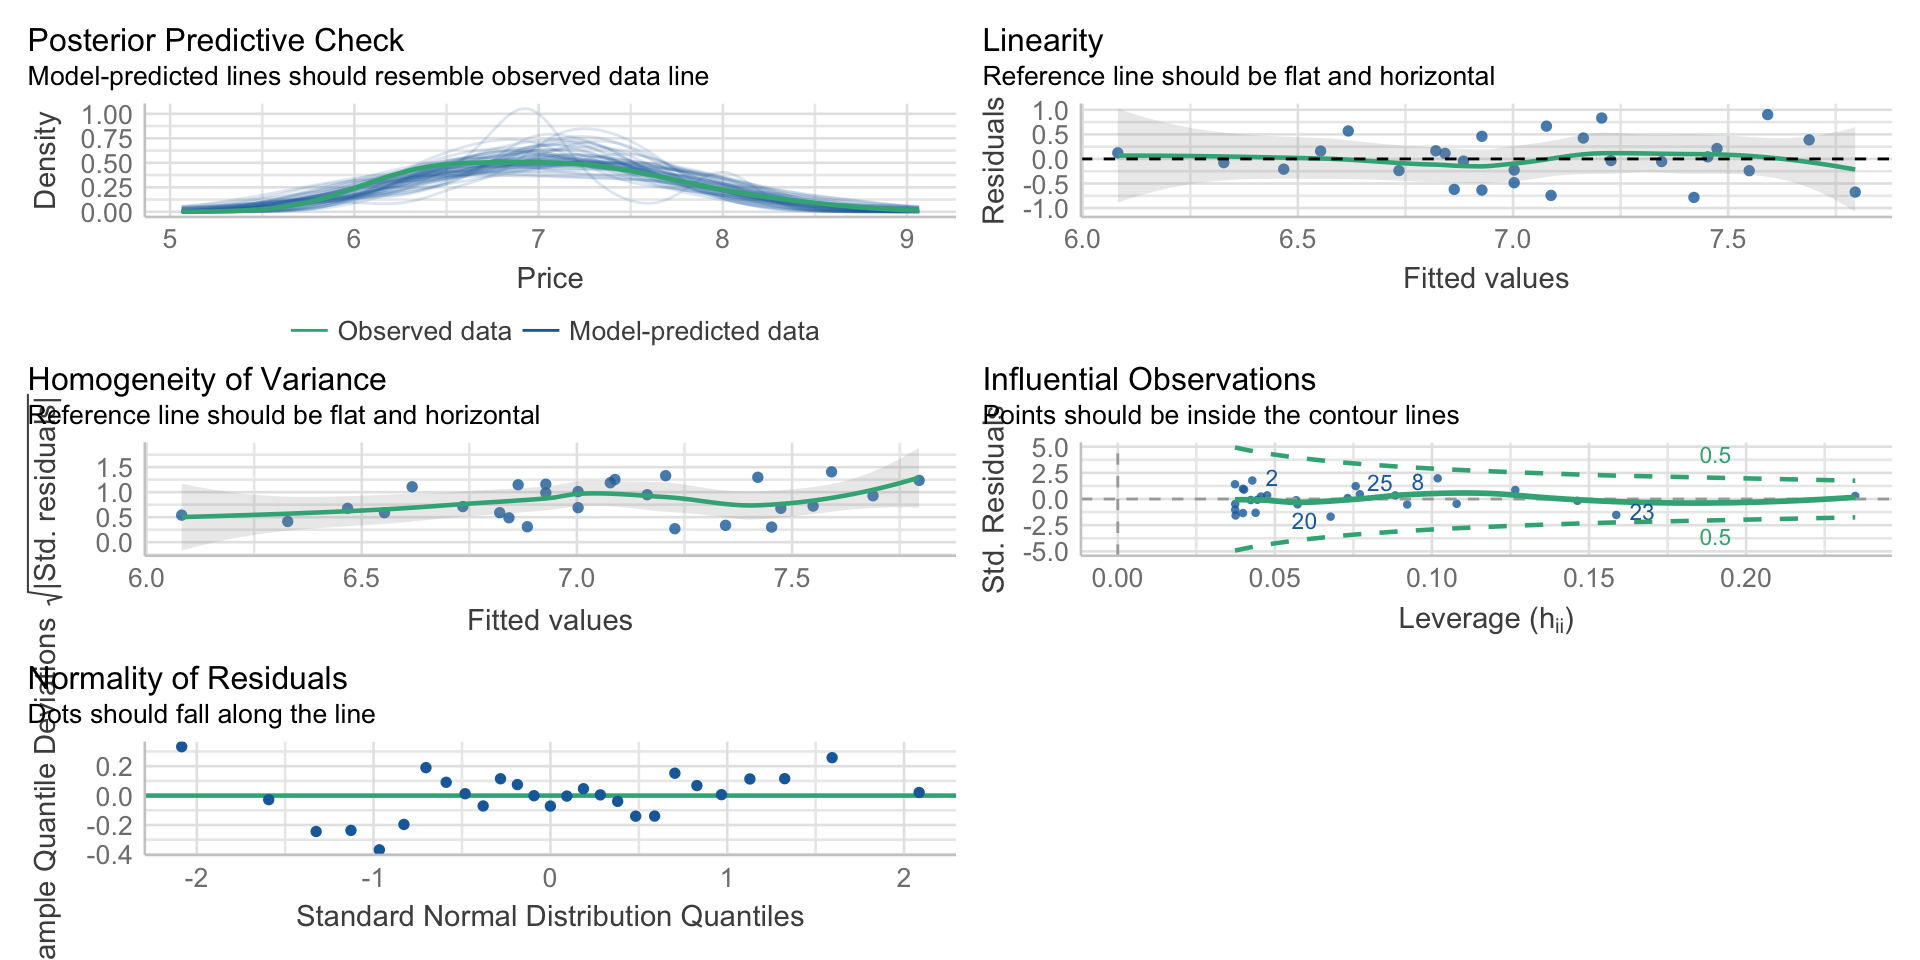 Posterior Predictive Check
Model-predicted lines should resemble observed data line
Density
1.00
0.75
0.50
0.25
0.00
5 6 7 8 9
Price
Observed data Model-predicted data
Linearity
Reference line should be flat and horizontal
Residuals
1.0
0.5
0.0
-0.5
-1.0
6.0 6.5 7.0 7.5
Fitted values
Homogeneity of Variance
Reference line should be flat and horizontal
√|Std. residuals|
1.5
1.0
0.5
0.0
6.0 6.5 7.0 7.5
Fitted values
Influential Observations
Points should be inside the contour lines
Std. Residuals
5.0
2.5
0.0
-2.5
-5.0
0.5
2
25
8
20
23
0.5
0.00 0.05 0.10 0.15 0.20
Leverage (hii)
Normality of Residuals
Dots should fall along the line
ample Quantile Deviations
0.2
0.0
-0.2
-0.4
-2 -1 0 1 2
Standard Normal Distribution Quantiles